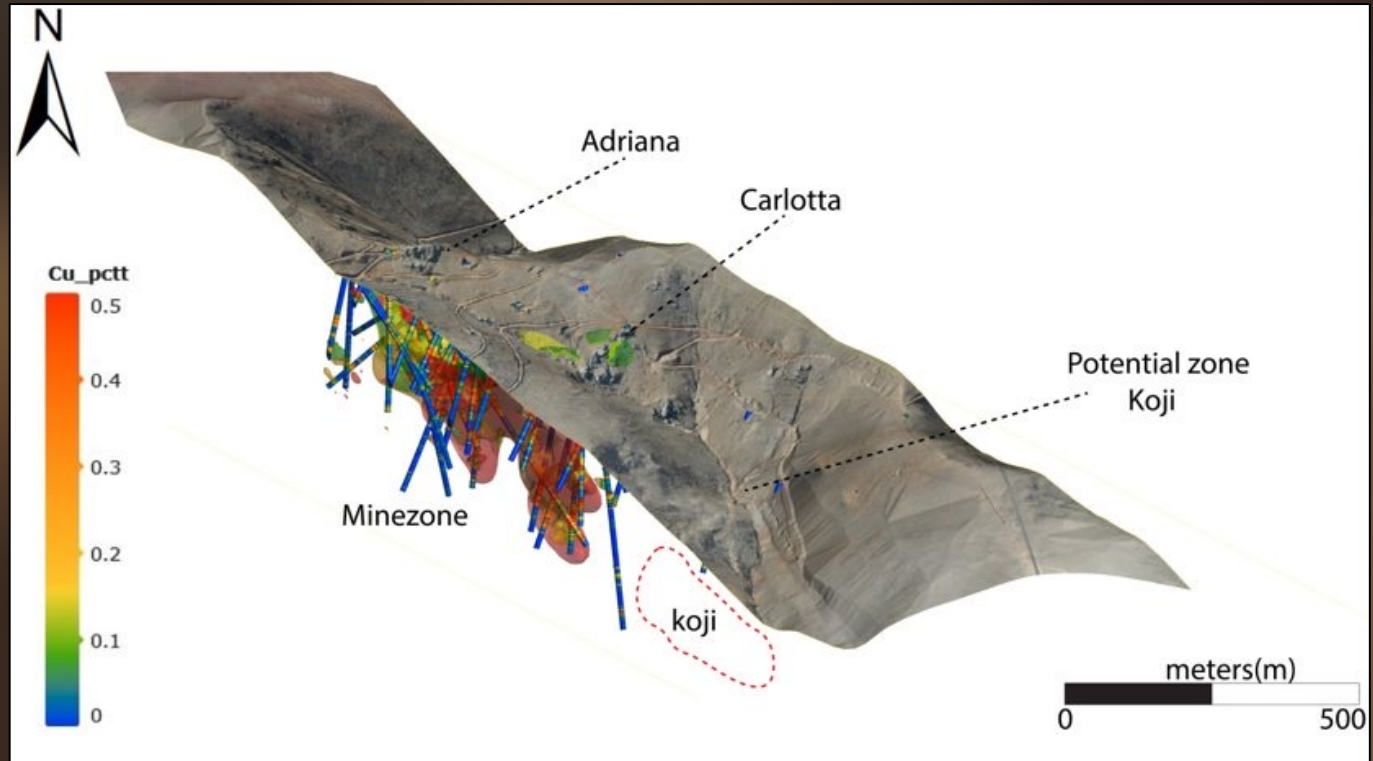 N
Adriana
Carlotta
Cu_pctt
0.5
0.4
0.3
0.2
0.1
0
Potential zone
Koji
Minezone
koji
meters(m)
0
500